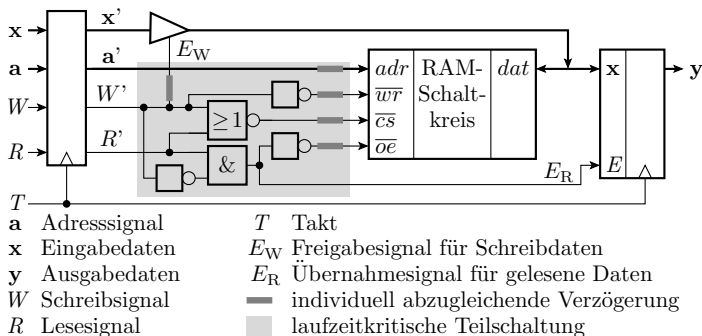 x x' E_W
a a' adr RAM- dat x y
W W' wr Schalt-
≥1 cs kreis
R R' & oe E
E_R
T
a Adresssignal T Takt
x Eingabedaten E_W Freigabesignal für Schreibdaten
y Ausgabedaten E_R Übernahmesignal für gelesene Daten
W Schreibsignal individuell abzugleichende Verzögerung
R Lesesignal laufzeitkritische Teilschaltung